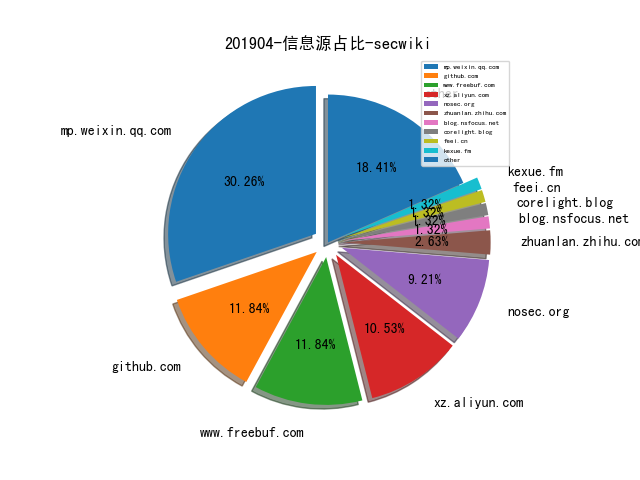 201904-信息源占比-secwiki
mp.weixin.qq.com
github.com
www.freebuf.com
xz.aliyun.com
nosec.org
zhuanlan.zhihu.com
blog.nsfocus.net
corelight.blog
feei.cn
kexue.fm
other
mp.weixin.qq.com
30.26%
18.41%
kexue.fm
1.32%
feei.cn
1.32%
corelight.blog
1.32%
blog.nsfocus.net
1.32%
zhuanlan.zhihu.com
2.63%
nosec.org
9.21%
xz.aliyun.com
10.53%
www.freebuf.com
11.84%
github.com
11.84%